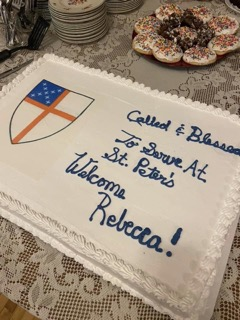 Called & Blessed
To Serve At
St. Peter's
Welcome
Rebecca!